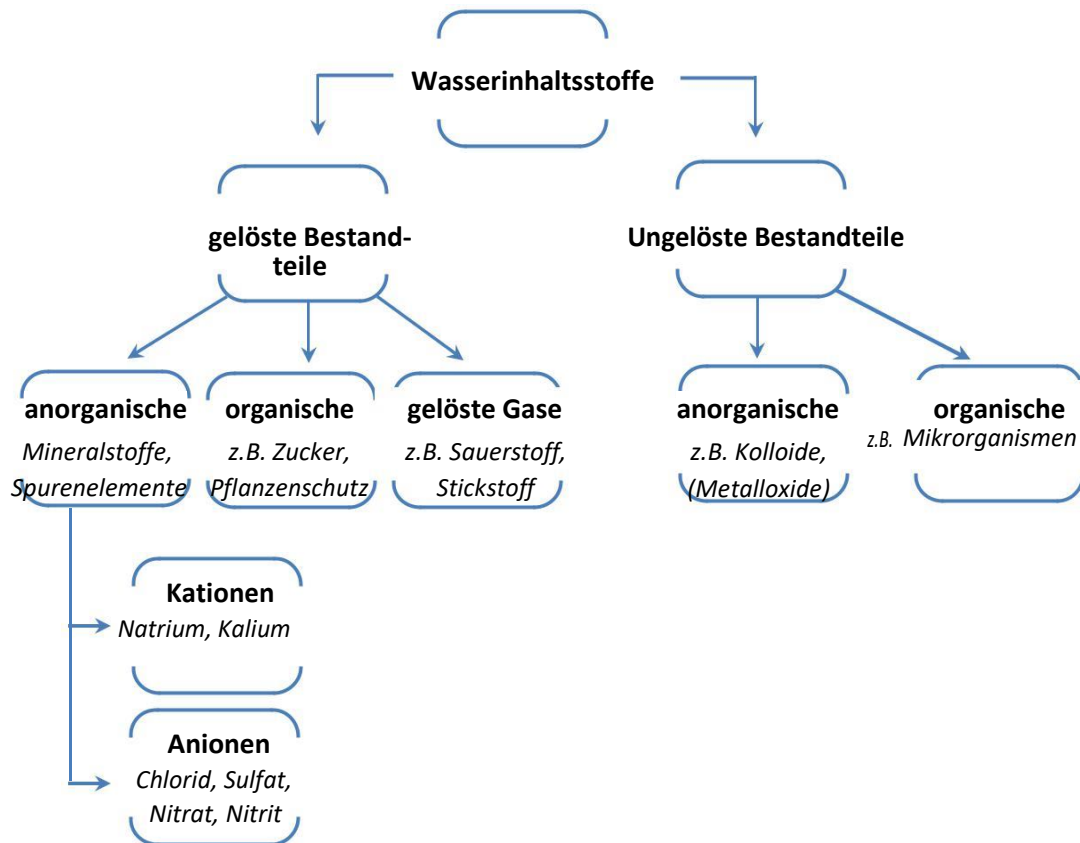 Wasserinhaltsstoffe
gelöste Bestand-
teile
Ungelöste Bestandteile
anorganische
Mineralstoffe,
Spurenelemente
organische
z.B. Zucker,
Pflanzenschutz
gelöste Gase
z.B. Sauerstoff,
Stickstoff
anorganische
z.B. Kolloide,
(Metalloxide)
organische
z.B. Mikrorganismen
Kationen
Natrium, Kalium
Anionen
Chlorid, Sulfat,
Nitrat, Nitrit